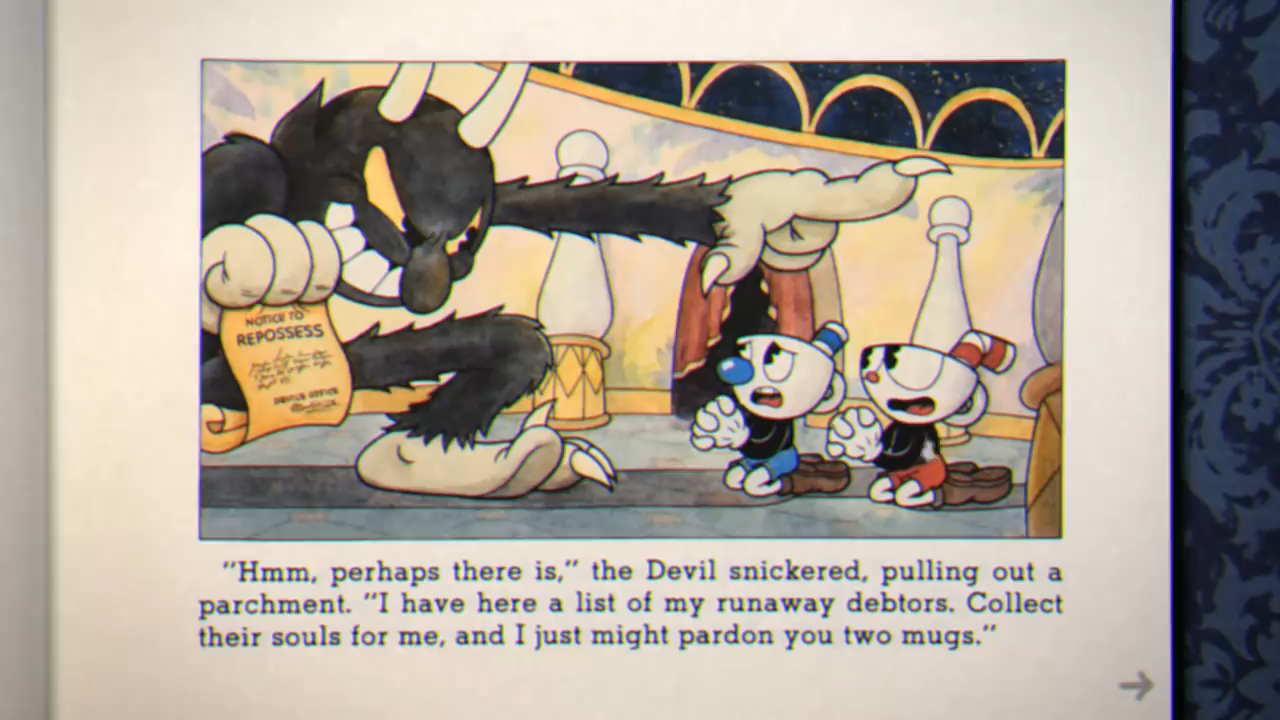 NOTICE TO
REPOSSESS
“Hmm, perhaps there is,” the Devil snickered, pulling out a
parchment. “I have here a list of my runaway debtors. Collect
their souls for me, and I just might pardon you two mugs.”